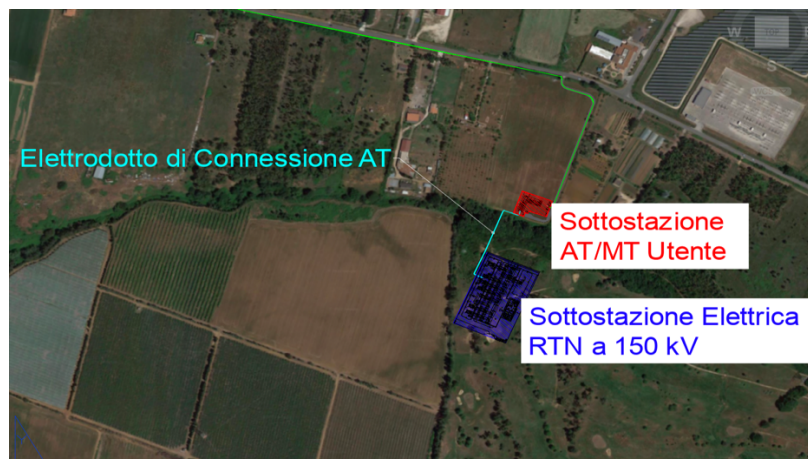 W
S
Elettrodotto di Connessione AT
Sottostazione
AT/MT Utente
Sottostazione Elettrica
RTN a 150 kV